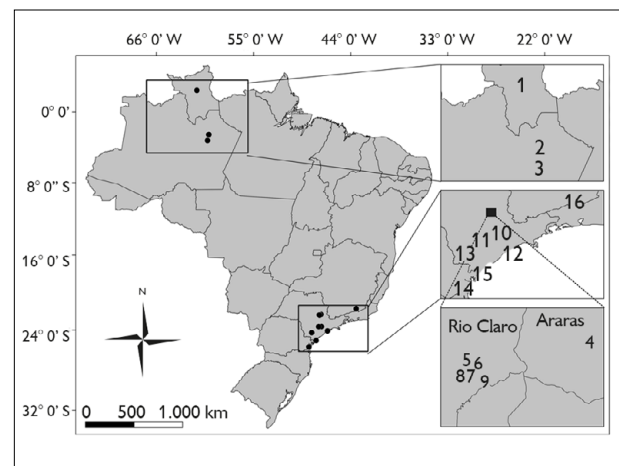 66° 0' W 55° 0' W 44° 0' W 33° 0' W 22° 0' W
0° 0'
8° 0'' S
16° 0'' S
24° 0' S
32° 0' S
N
0 500 1.000 km
1
2
3
16
10
11
12
13
15
14
Rio Claro Araras
4
5 6
8 7 9